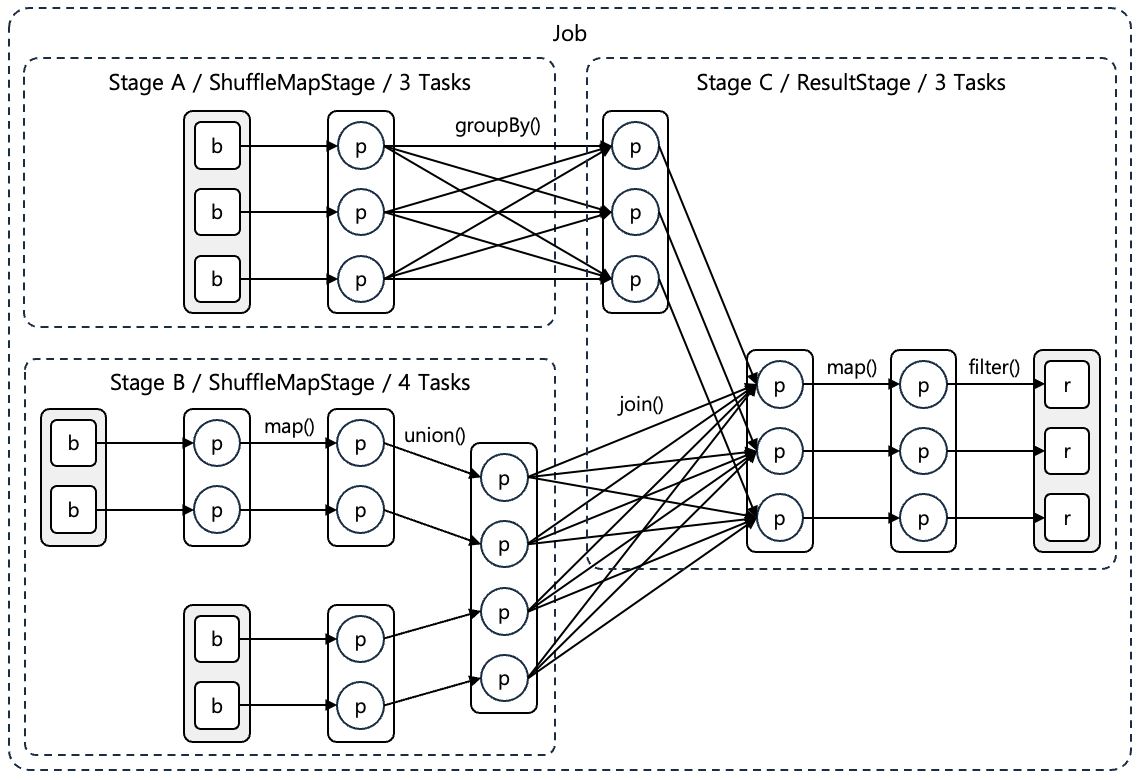 Job
Stage A / ShuffleMapStage / 3 Tasks
b p groupBy() p
b p p
b p p
Stage B / ShuffleMapStage / 4 Tasks
b p map() p union() p
b p p p
b p p
b p p
Stage C / ResultStage / 3 Tasks
join()
p map() p filter() r
p p r
p p r